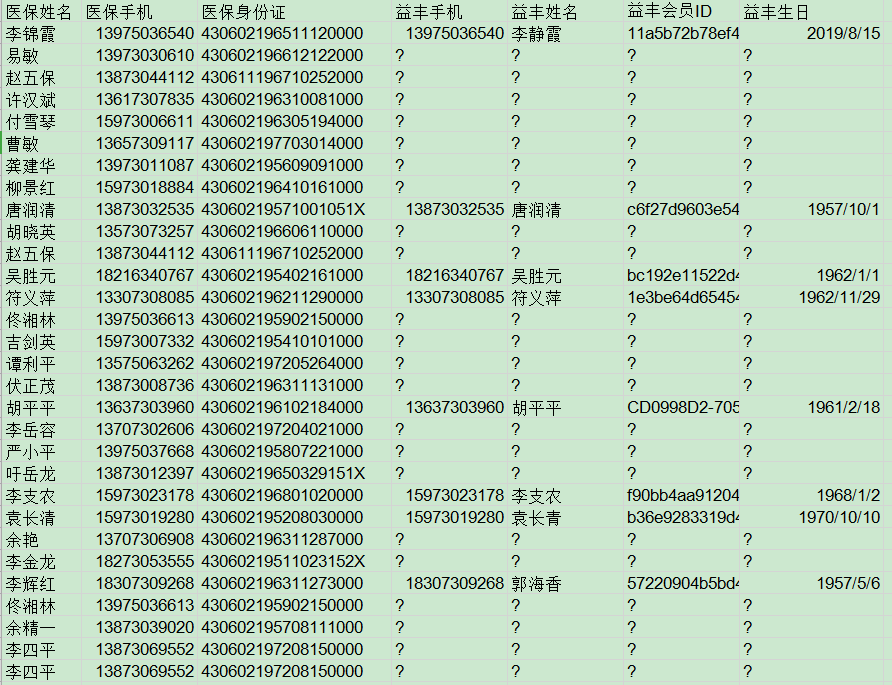 医保姓名 医保手机 医保身份证 益丰手机 益丰姓名 益丰会员ID 益丰生日
李锦霞 13975036540 430602196511120000 13975036540 李静霞 11a5b72b78ef4 2019/8/15
易敏 13973030610 430602196612122000 ? ? ? ?
赵五保 13873044112 430611196710252000 ? ? ? ?
许汉斌 13617307835 430602196310081000 ? ? ? ?
付雪琴 15973006611 430602196305194000 ? ? ? ?
曹敏 13657309117 430602197703014000 ? ? ? ?
龚建华 13973011087 430602195609091000 ? ? ? ?
柳景红 15973018884 430602196410161000 ? ? ? ?
唐润清 13873032535 43060219571001051X 13873032535 唐润清 c6f27d9603e54 1957/10/1
胡晓英 13573073257 430602196606110000 ? ? ? ?
赵五保 13873044112 430611196710252000 ? ? ? ?
吴胜元 18216340767 430602195402161000 18216340767 吴胜元 bc192e11522d4 1962/1/1
符义萍 13307308085 430602196211290000 13307308085 符义萍 1e3be64d65454 1962/11/29
佟湘林 13975036613 430602195902150000 ? ? ? ?
吉剑英 15973007332 430602195410101000 ? ? ? ?
谭利平 13575063262 430602197205264000 ? ? ? ?
伏正茂 13873008736 430602196311131000 ? ? ? ?
胡平平 13637303960 430602196102184000 13637303960 胡平平 CD0998D2-705 1961/2/18
李岳容 13707302606 430602197204021000 ? ? ? ?
严小平 13975037668 430602195807221000 ? ? ? ?
吁岳龙 13873012397 43060219650329151X ? ? ? ?
李支农 15973023178 430602196801020000 15973023178 李支农 f90bb4aa91204 1968/1/2
袁长清 15973019280 430602195208030000 15973019280 袁长青 b36e9283319d4 1970/10/10
余艳 13707306908 430602196311287000 ? ? ? ?
李金龙 18273053555 43060219511023152X ? ? ? ?
李辉红 18307309268 430602196311273000 18307309268 郭海香 57220904b5bd4 1957/5/6
佟湘林 13975036613 430602195902150000 ? ? ? ?
余精一 13873039020 430602195708111000 ? ? ? ?
李四平 13873069552 430602197208150000 ? ? ? ?
李四平 13873069552 430602197208150000 ? ? ? ?